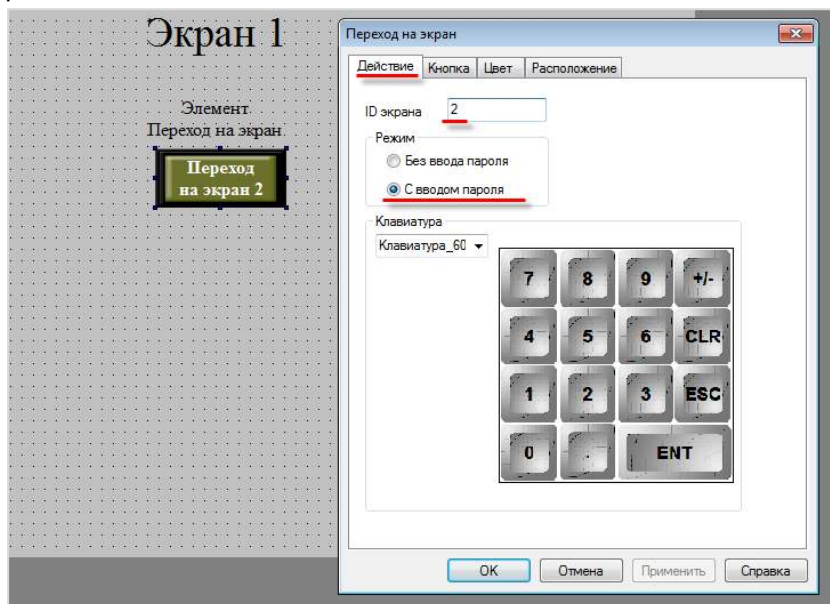 Экран 1
Элемент
Переход на экран
Переход
на экран 2
Переход на экран
Действие Кнопка Цвет Расположение
ID экрана 2
Режим
Без ввода пароля
С вводом пароля
Клавиатура
Клавиатура_60
7 8 9 +/-
4 5 6 CLR
1 2 3 ESC
0 . ENT
OK Отмена Применить Справка